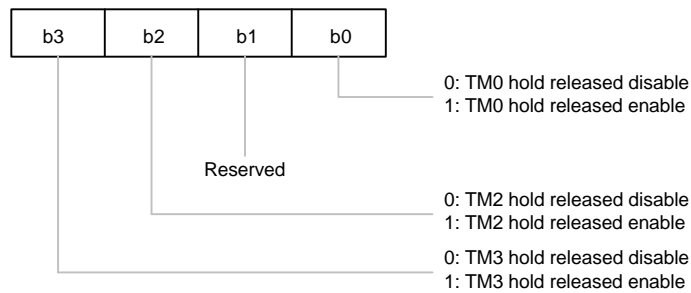 b3 b2 b1 b0
0: TM0 hold released disable
1: TM0 hold released enable
Reserved
0: TM2 hold released disable
1: TM2 hold released enable
0: TM3 hold released disable
1: TM3 hold released enable